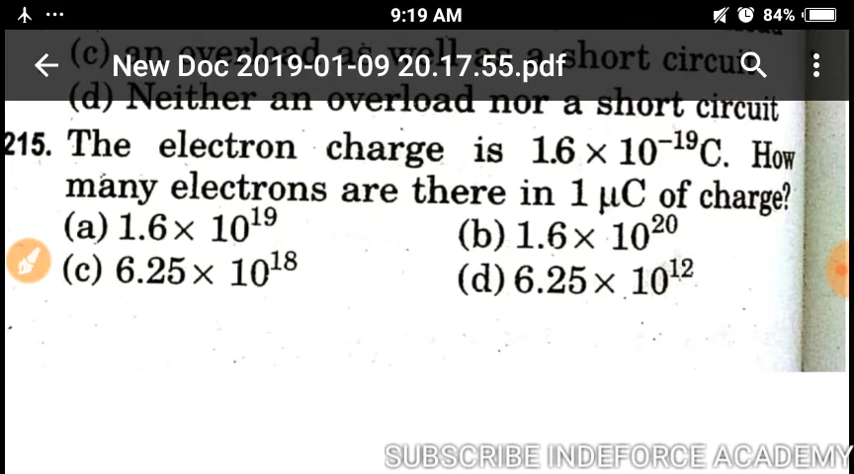 9:19 AM
84%
(c) an overload as well as a short circuit
New Doc 2019-01-09 20.17.55.pdf
(d) Neither an overload nor a short circuit
215. The electron charge is 1.6 × 10⁻¹⁹C. How
many electrons are there in 1 μC of charge?
(a) 1.6× 10¹⁹ (b) 1.6× 10²⁰
(c) 6.25× 10¹⁸ (d) 6.25× 10¹²
SUBSCRIBE INDEFORCE ACADEMY